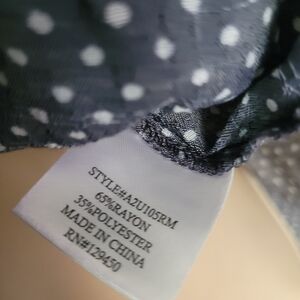 STYLE#A2U105RM
65%RAYON
35%POLYESTER
MADE IN CHINA
RN#129450